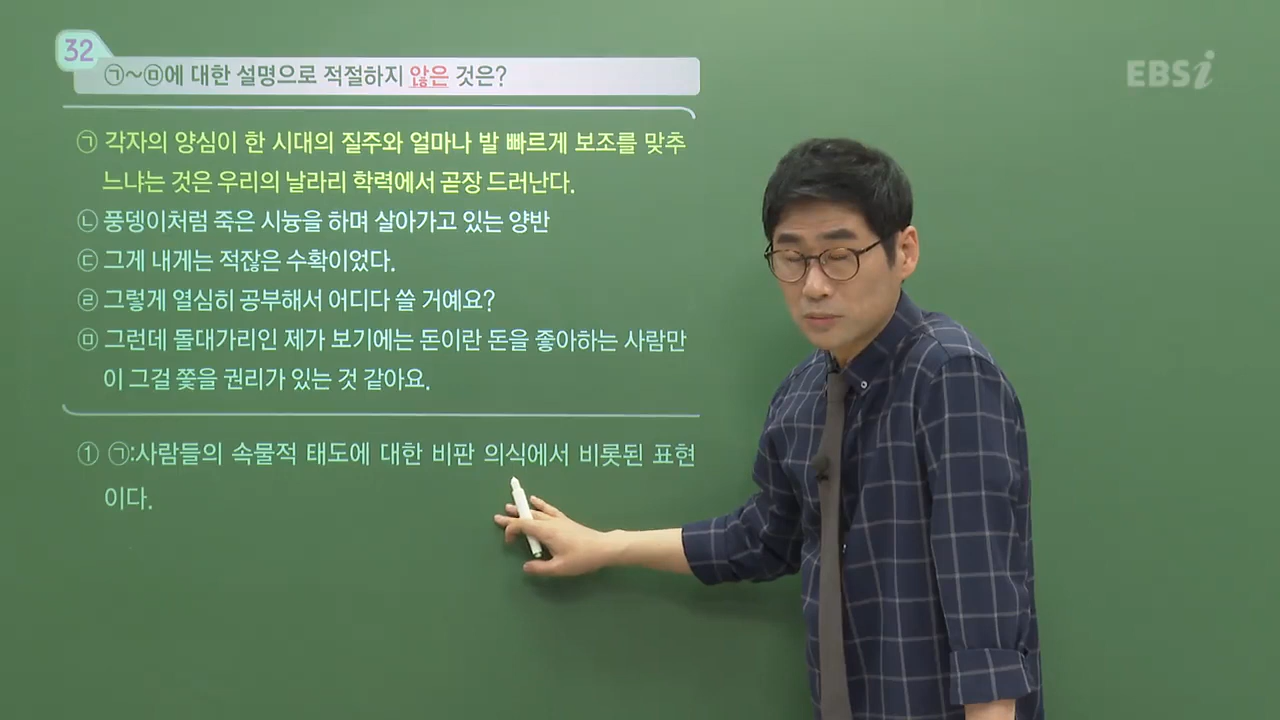 32
㉠~㉤에 대한 설명으로 적절하지 않은 것은?
EBSi
㉠ 각자의 양심이 한 시대의 질주와 얼마나 발 빠르게 보조를 맞추
느냐는 것은 우리의 날라리 학력에서 곧장 드러난다.
㉡ 풍뎅이처럼 죽은 시늉을 하며 살아가고 있는 양반
㉢ 그게 내게는 적잖은 수확이었다.
㉣ 그렇게 열심히 공부해서 어디다 쓸 거예요?
㉤ 그런데 돌대가리인 제가 보기에는 돈이란 돈을 좋아하는 사람만
이 그걸 쫓을 권리가 있는 것 같아요.
① ㉠:사람들의 속물적 태도에 대한 비판 의식에서 비롯된 표현
이다.